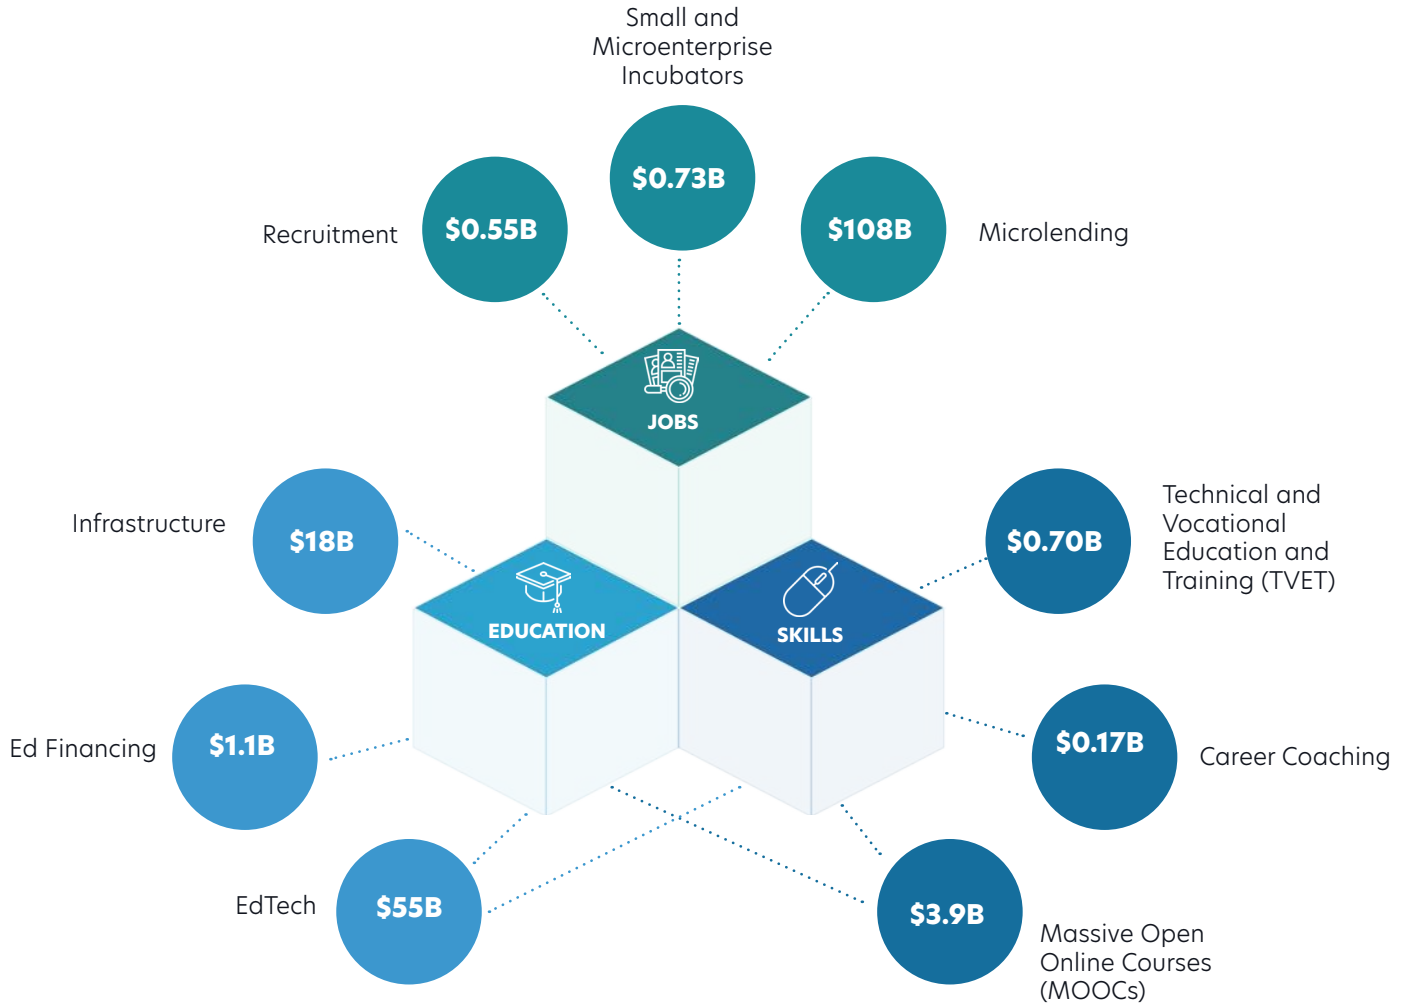 Small and
Microenterprise
Incubators
$0.73B
Recruitment
$0.55B
$108B
Microlending
JOBS
Infrastructure
$18B
$0.70B
Technical and
Vocational
Education and
Training (TVET)
EDUCATION
SKILLS
Ed Financing
$1.1B
$0.17B
Career Coaching
EdTech
$55B
$3.9B
Massive Open
Online Courses
(MOOCs)